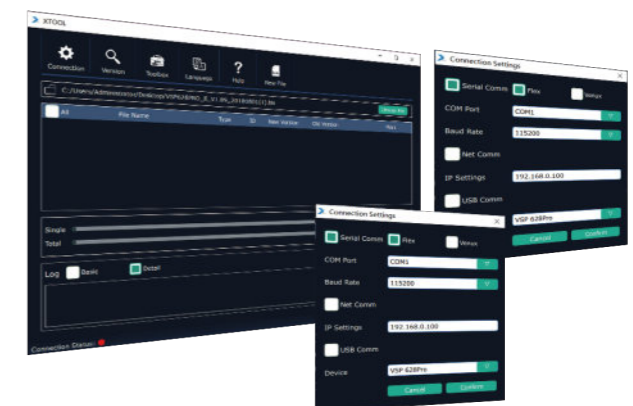 XTOOL
Connection Version Toolbox Language Help New File
All File Name Type ID New Version Old Version
Single
Total
Log Basic Detail
Connection Status:
Connection Settings
Serial Comm Flex
COM Port COM1
Baud Rate 115200
Net Comm
IP Settings 192.168.0.100
USB Comm
VSP 628Pro
Cancel Confirm
Connection Settings
Serial Comm Flex
COM Port COM1
Baud Rate 115200
Net Comm
IP Settings 192.168.0.100
USB Comm
Device VSP 628Pro
Cancel Confirm